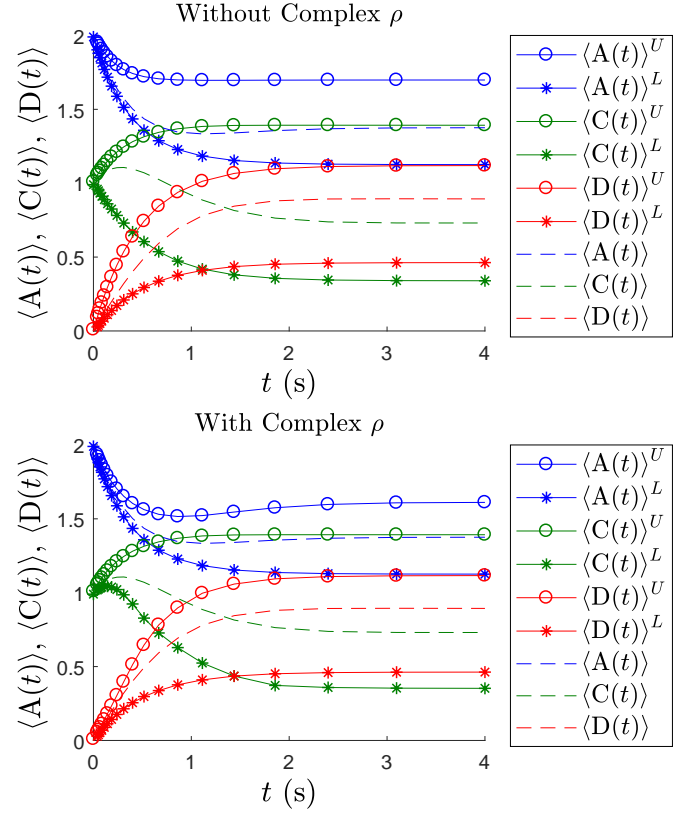 Without Complex ρ
⟨A(t)⟩, ⟨C(t)⟩, ⟨D(t)⟩
2
1.5
1
0.5
0
0 1 2 3 4
t (s)
⟨A(t)⟩^U
⟨A(t)⟩^L
⟨C(t)⟩^U
⟨C(t)⟩^L
⟨D(t)⟩^U
⟨D(t)⟩^L
⟨A(t)⟩
⟨C(t)⟩
⟨D(t)⟩
With Complex ρ
⟨A(t)⟩, ⟨C(t)⟩, ⟨D(t)⟩
2
1.5
1
0.5
0
0 1 2 3 4
t (s)
⟨A(t)⟩^U
⟨A(t)⟩^L
⟨C(t)⟩^U
⟨C(t)⟩^L
⟨D(t)⟩^U
⟨D(t)⟩^L
⟨A(t)⟩
⟨C(t)⟩
⟨D(t)⟩